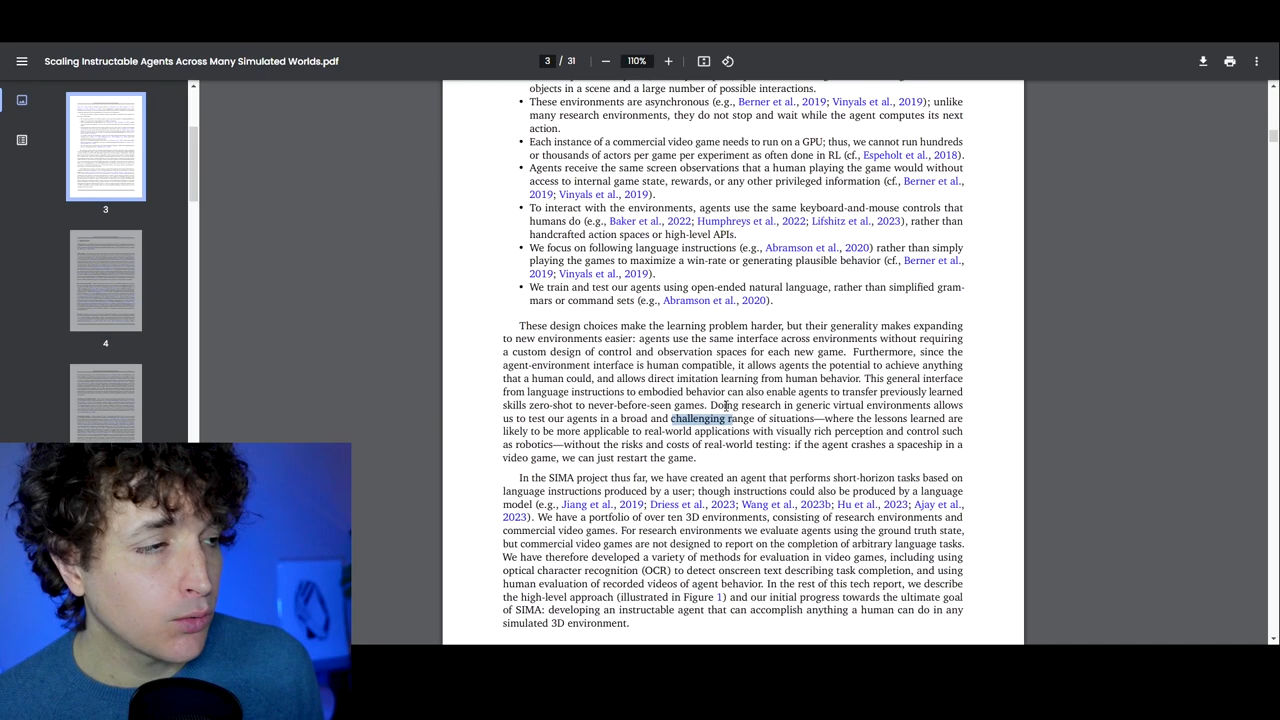 Scaling Instructable Agents Across Many Simulated Worlds.pdf
3 / 31
110%
3
4
objects in a scene and a large number of possible interactions.
• These environments are asynchronous (e.g., Berner et al., 2019; Vinyals et al., 2019); unlike
many research environments, they do not stop and wait while the agent computes its next
action.
• Each instance of a commercial video game needs to run on a GPU; thus, we cannot run hundreds
or thousands of actors per game per experiment as often done in RL (cf., Espeholt et al., 2018).
• Agents receive the same screen observations that a human playing the game would without
access to internal game state, rewards, or any other privileged information (cf., Berner et al.,
2019; Vinyals et al., 2019).
• To interact with the environments, agents use the same keyboard-and-mouse controls that
humans do (e.g., Baker et al., 2022; Humphreys et al., 2022; Lifshitz et al., 2023), rather than
handcrafted action spaces or high-level APIs.
• We focus on following language instructions (e.g., Abramson et al., 2020) rather than simply
playing the games to maximize a win-rate or generating plausible behavior (cf., Berner et al.,
2019; Vinyals et al., 2019).
• We train and test our agents using open-ended natural language, rather than simplified gram-
mars or command sets (e.g., Abramson et al., 2020).
These design choices make the learning problem harder, but their generality makes expanding
to new environments easier: agents use the same interface across environments without requiring
a custom design of control and observation spaces for each new game. Furthermore, since the
agent-environment interface is human compatible, it allows agents the potential to achieve anything
that a human could, and allows direct imitation learning from human behavior. This general interface
from language instructions to embodied behavior can also enable agents to transfer previously learned
skills zero-shot to never-before-seen games. Doing research in generic virtual environments allows
us to test our agents in a broad and challenging range of situations—where the lessons learned are
likely to be more applicable to real-world applications with visually rich perception and control such
as robotics—without the risks and costs of real-world testing: if the agent crashes a spaceship in a
video game, we can just restart the game.
In the SIMA project thus far, we have created an agent that performs short-horizon tasks based on
language instructions produced by a user; though instructions could also be produced by a language
model (e.g., Jiang et al., 2019; Driess et al., 2023; Wang et al., 2023b; Hu et al., 2023; Ajay et al.,
2023). We have a portfolio of over ten 3D environments, consisting of research environments and
commercial video games. For research environments we evaluate agents using the ground truth state,
but commercial video games are not designed to report on the completion of arbitrary language tasks.
We have therefore developed a variety of methods for evaluation in video games, including using
optical character recognition (OCR) to detect onscreen text describing task completion, and using
human evaluation of recorded videos of agent behavior. In the rest of this tech report, we describe
the high-level approach (illustrated in Figure 1) and our initial progress towards the ultimate goal
of SIMA: developing an instructable agent that can accomplish anything a human can do in any
simulated 3D environment.